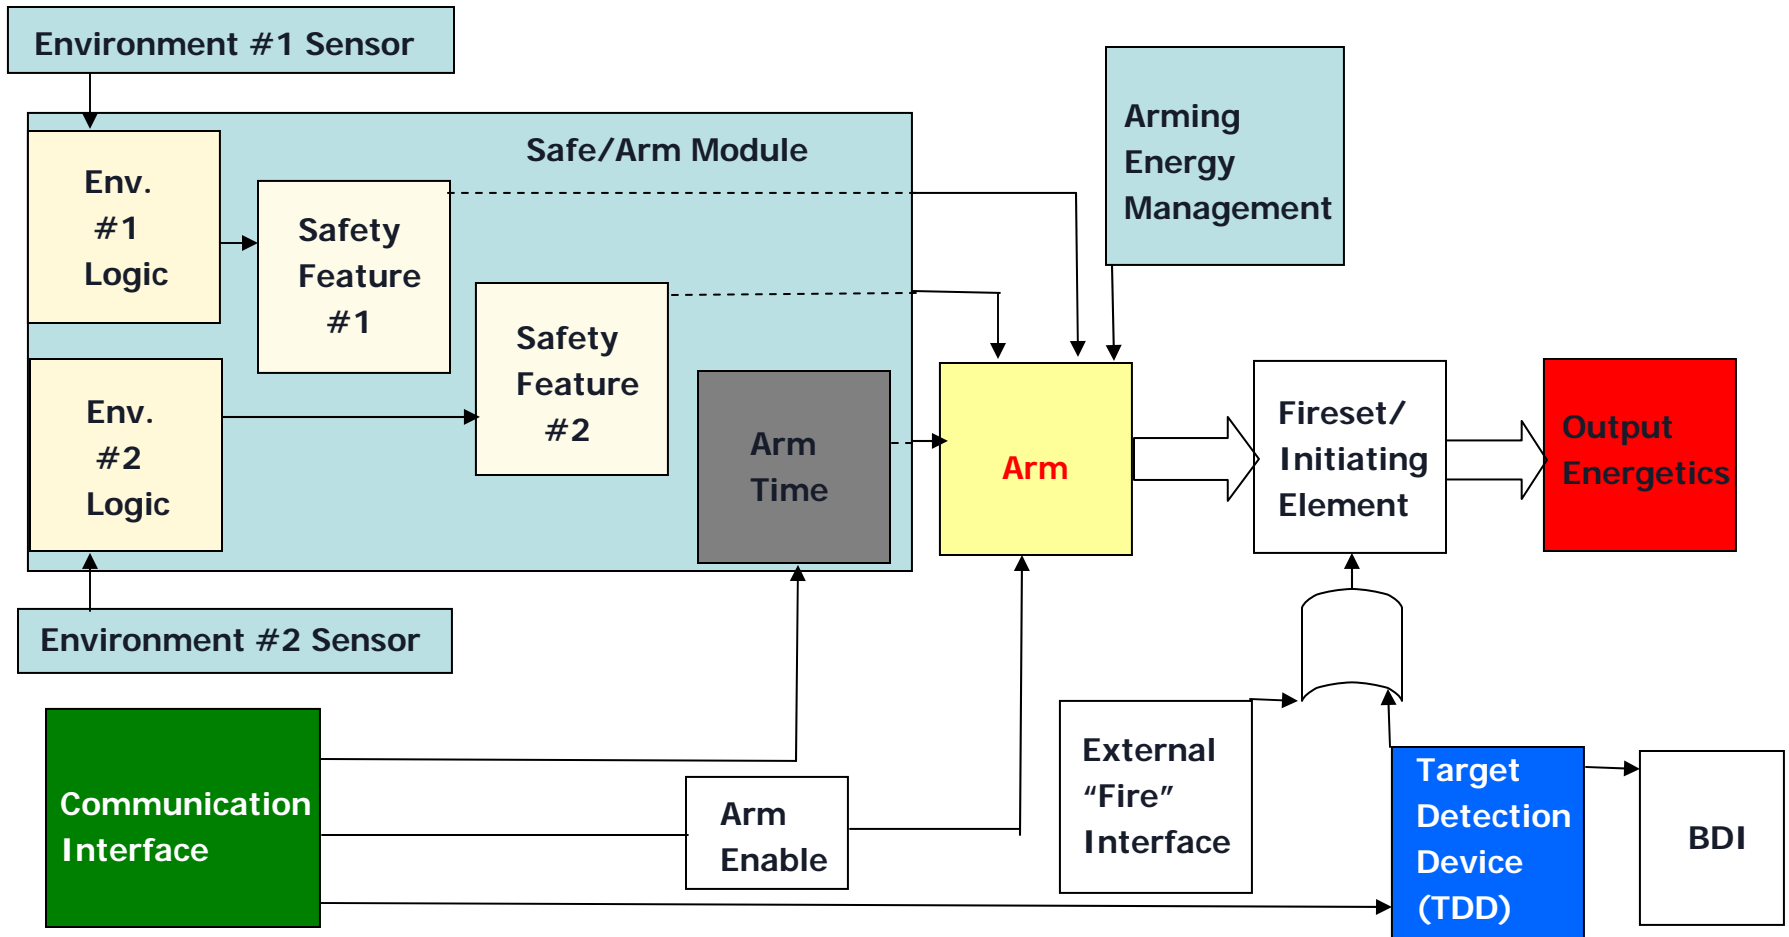 Environment #1 Sensor
Safe/Arm Module
Env.
#1
Logic
Safety
Feature
#1
Safety
Feature
#2
Env.
#2
Logic
Arm
Time
Environment #2 Sensor
Arming
Energy
Management
Arm
Fireset/
Initiating
Element
Output
Energetics
Communication
Interface
Arm
Enable
External
“Fire”
Interface
Target
Detection
Device
(TDD)
BDI